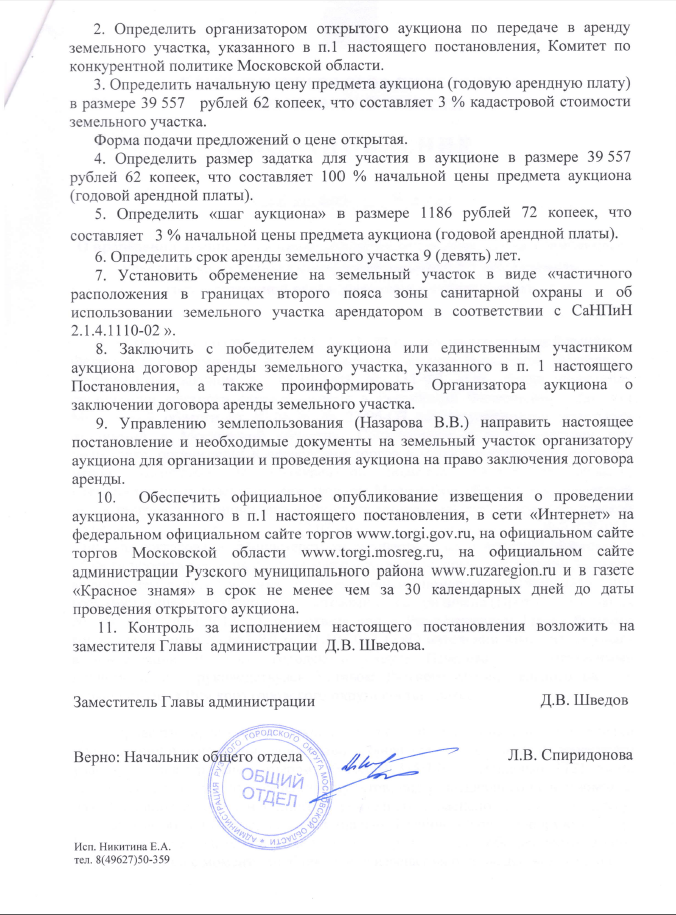 2. Определить организатором открытого аукциона по передаче в аренду
земельного участка, указанного в п.1 настоящего постановления, Комитет по
конкурентной политике Московской области.
3. Определить начальную цену предмета аукциона (годовую арендную плату)
в размере 39 557 рублей 62 копеек, что составляет 3 % кадастровой стоимости
земельного участка.
Форма подачи предложений о цене открытая.
4. Определить размер задатка для участия в аукционе в размере 39 557
рублей 62 копеек, что составляет 100 % начальной цены предмета аукциона
(годовой арендной платы).
5. Определить «шаг аукциона» в размере 1186 рублей 72 копеек, что
составляет 3 % начальной цены предмета аукциона (годовой арендной платы).
6. Определить срок аренды земельного участка 9 (девять) лет.
7. Установить обременение на земельный участок в виде «частичного
расположения в границах второго пояса зоны санитарной охраны и об
использовании земельного участка арендатором в соответствии с СаНПиН
2.1.4.1110-02 ».
8. Заключить с победителем аукциона или единственным участником
аукциона договор аренды земельного участка, указанного в п. 1 настоящего
Постановления, а также проинформировать Организатора аукциона о
заключении договора аренды земельного участка.
9. Управлению землепользования (Назарова В.В.) направить настоящее
постановление и необходимые документы на земельный участок организатору
аукциона для организации и проведения аукциона на право заключения договора
аренды.
10. Обеспечить официальное опубликование извещения о проведении
аукциона, указанного в п.1 настоящего постановления, в сети «Интернет» на
федеральном официальном сайте торгов www.torgi.gov.ru, на официальном сайте
торгов Московской области www.torgi.mosreg.ru, на официальном сайте
администрации Рузского муниципального района www.ruzaregion.ru и в газете
«Красное знамя» в срок не менее чем за 30 календарных дней до даты
проведения открытого аукциона.
11. Контроль за исполнением настоящего постановления возложить на
заместителя Главы администрации Д.В. Шведова.
Заместитель Главы администрации Д.В. Шведов
Верно: Начальник общего отдела Л.В. Спиридонова
АДМИНИСТРАЦИЯ РУЗСКОГО ГОРОДСКОГО ОКРУГА МОСКОВСКОЙ ОБЛАСТИ
ОБЩИЙ
ОТДЕЛ
Исп. Никитина Е.А.
тел. 8(49627)50-359